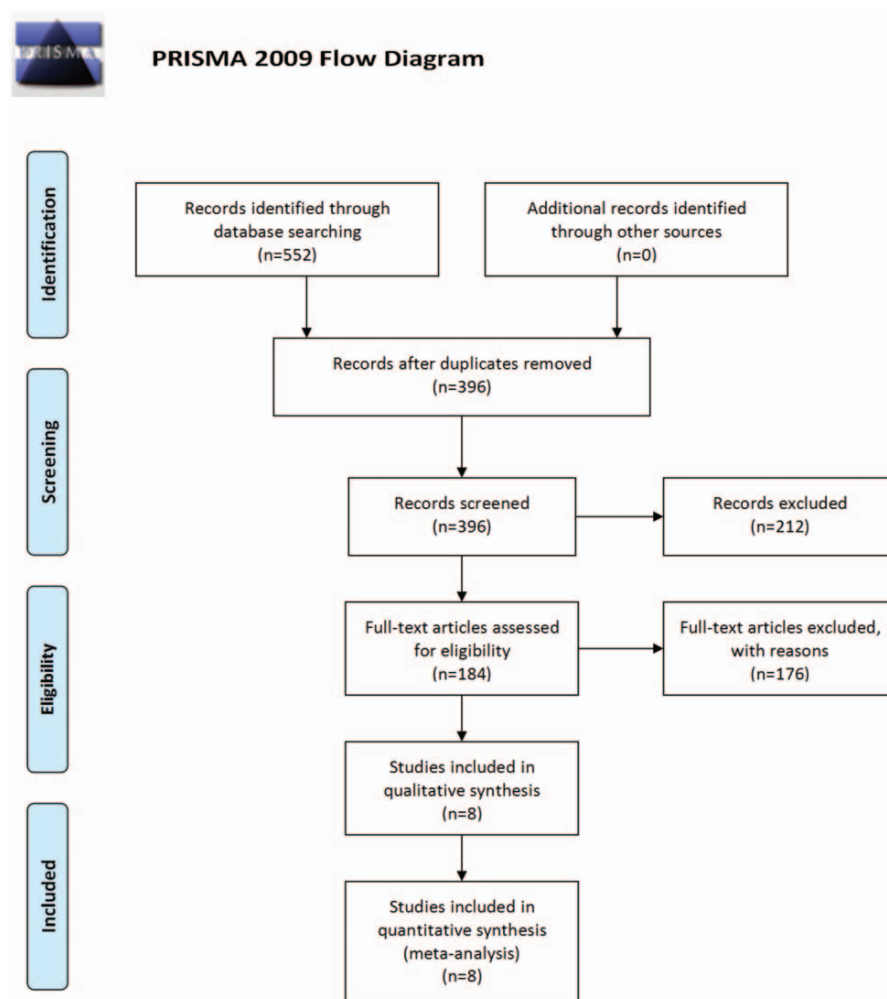 PRISMA
PRISMA 2009 Flow Diagram
Identification
Records identified through
database searching
(n=552)
Additional records identified
through other sources
(n=0)
Records after duplicates removed
(n=396)
Screening
Records screened
(n=396)
Records excluded
(n=212)
Eligibility
Full-text articles assessed
for eligibility
(n=184)
Full-text articles excluded,
with reasons
(n=176)
Studies included in
qualitative synthesis
(n=8)
Included
Studies included in
quantitative synthesis
(meta-analysis)
(n=8)